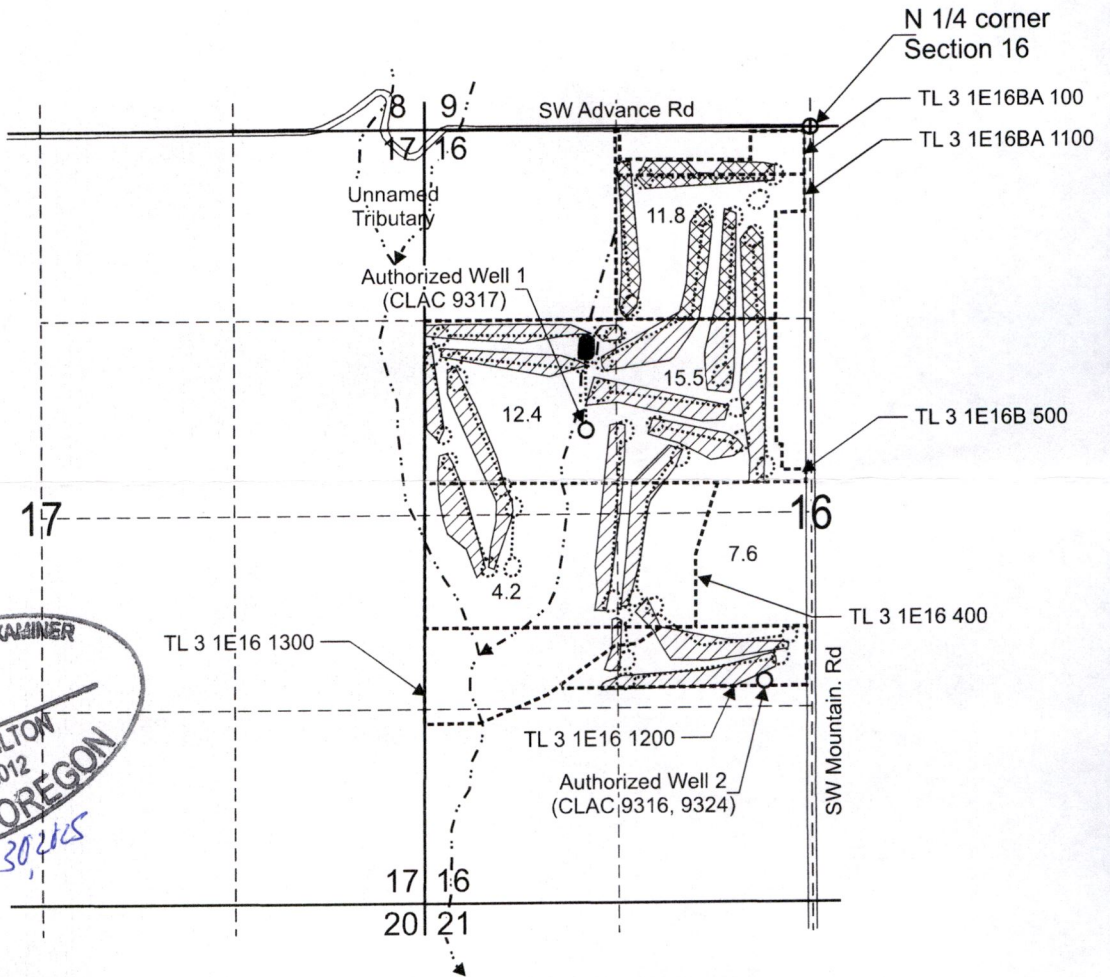 N 1/4 corner
Section 16
TL 3 1E16BA 100
TL 3 1E16BA 1100
8
9
SW Advance Rd
17
16
Unnamed
Tributary
11.8
Authorized Well 1
(CLAC 9317)
15.5
12.4
TL 3 1E16B 500
17
16
7.6
4.2
TL 3 1E16 400
TL 3 1E16 1300
TL 3 1E16 1200
Authorized Well 2
(CLAC 9316, 9324)
SW Mountain. Rd
LTON
OREGON
17
16
20
21